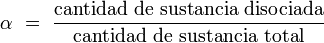 α = cantidad de sustancia disociada
cantidad de sustancia total